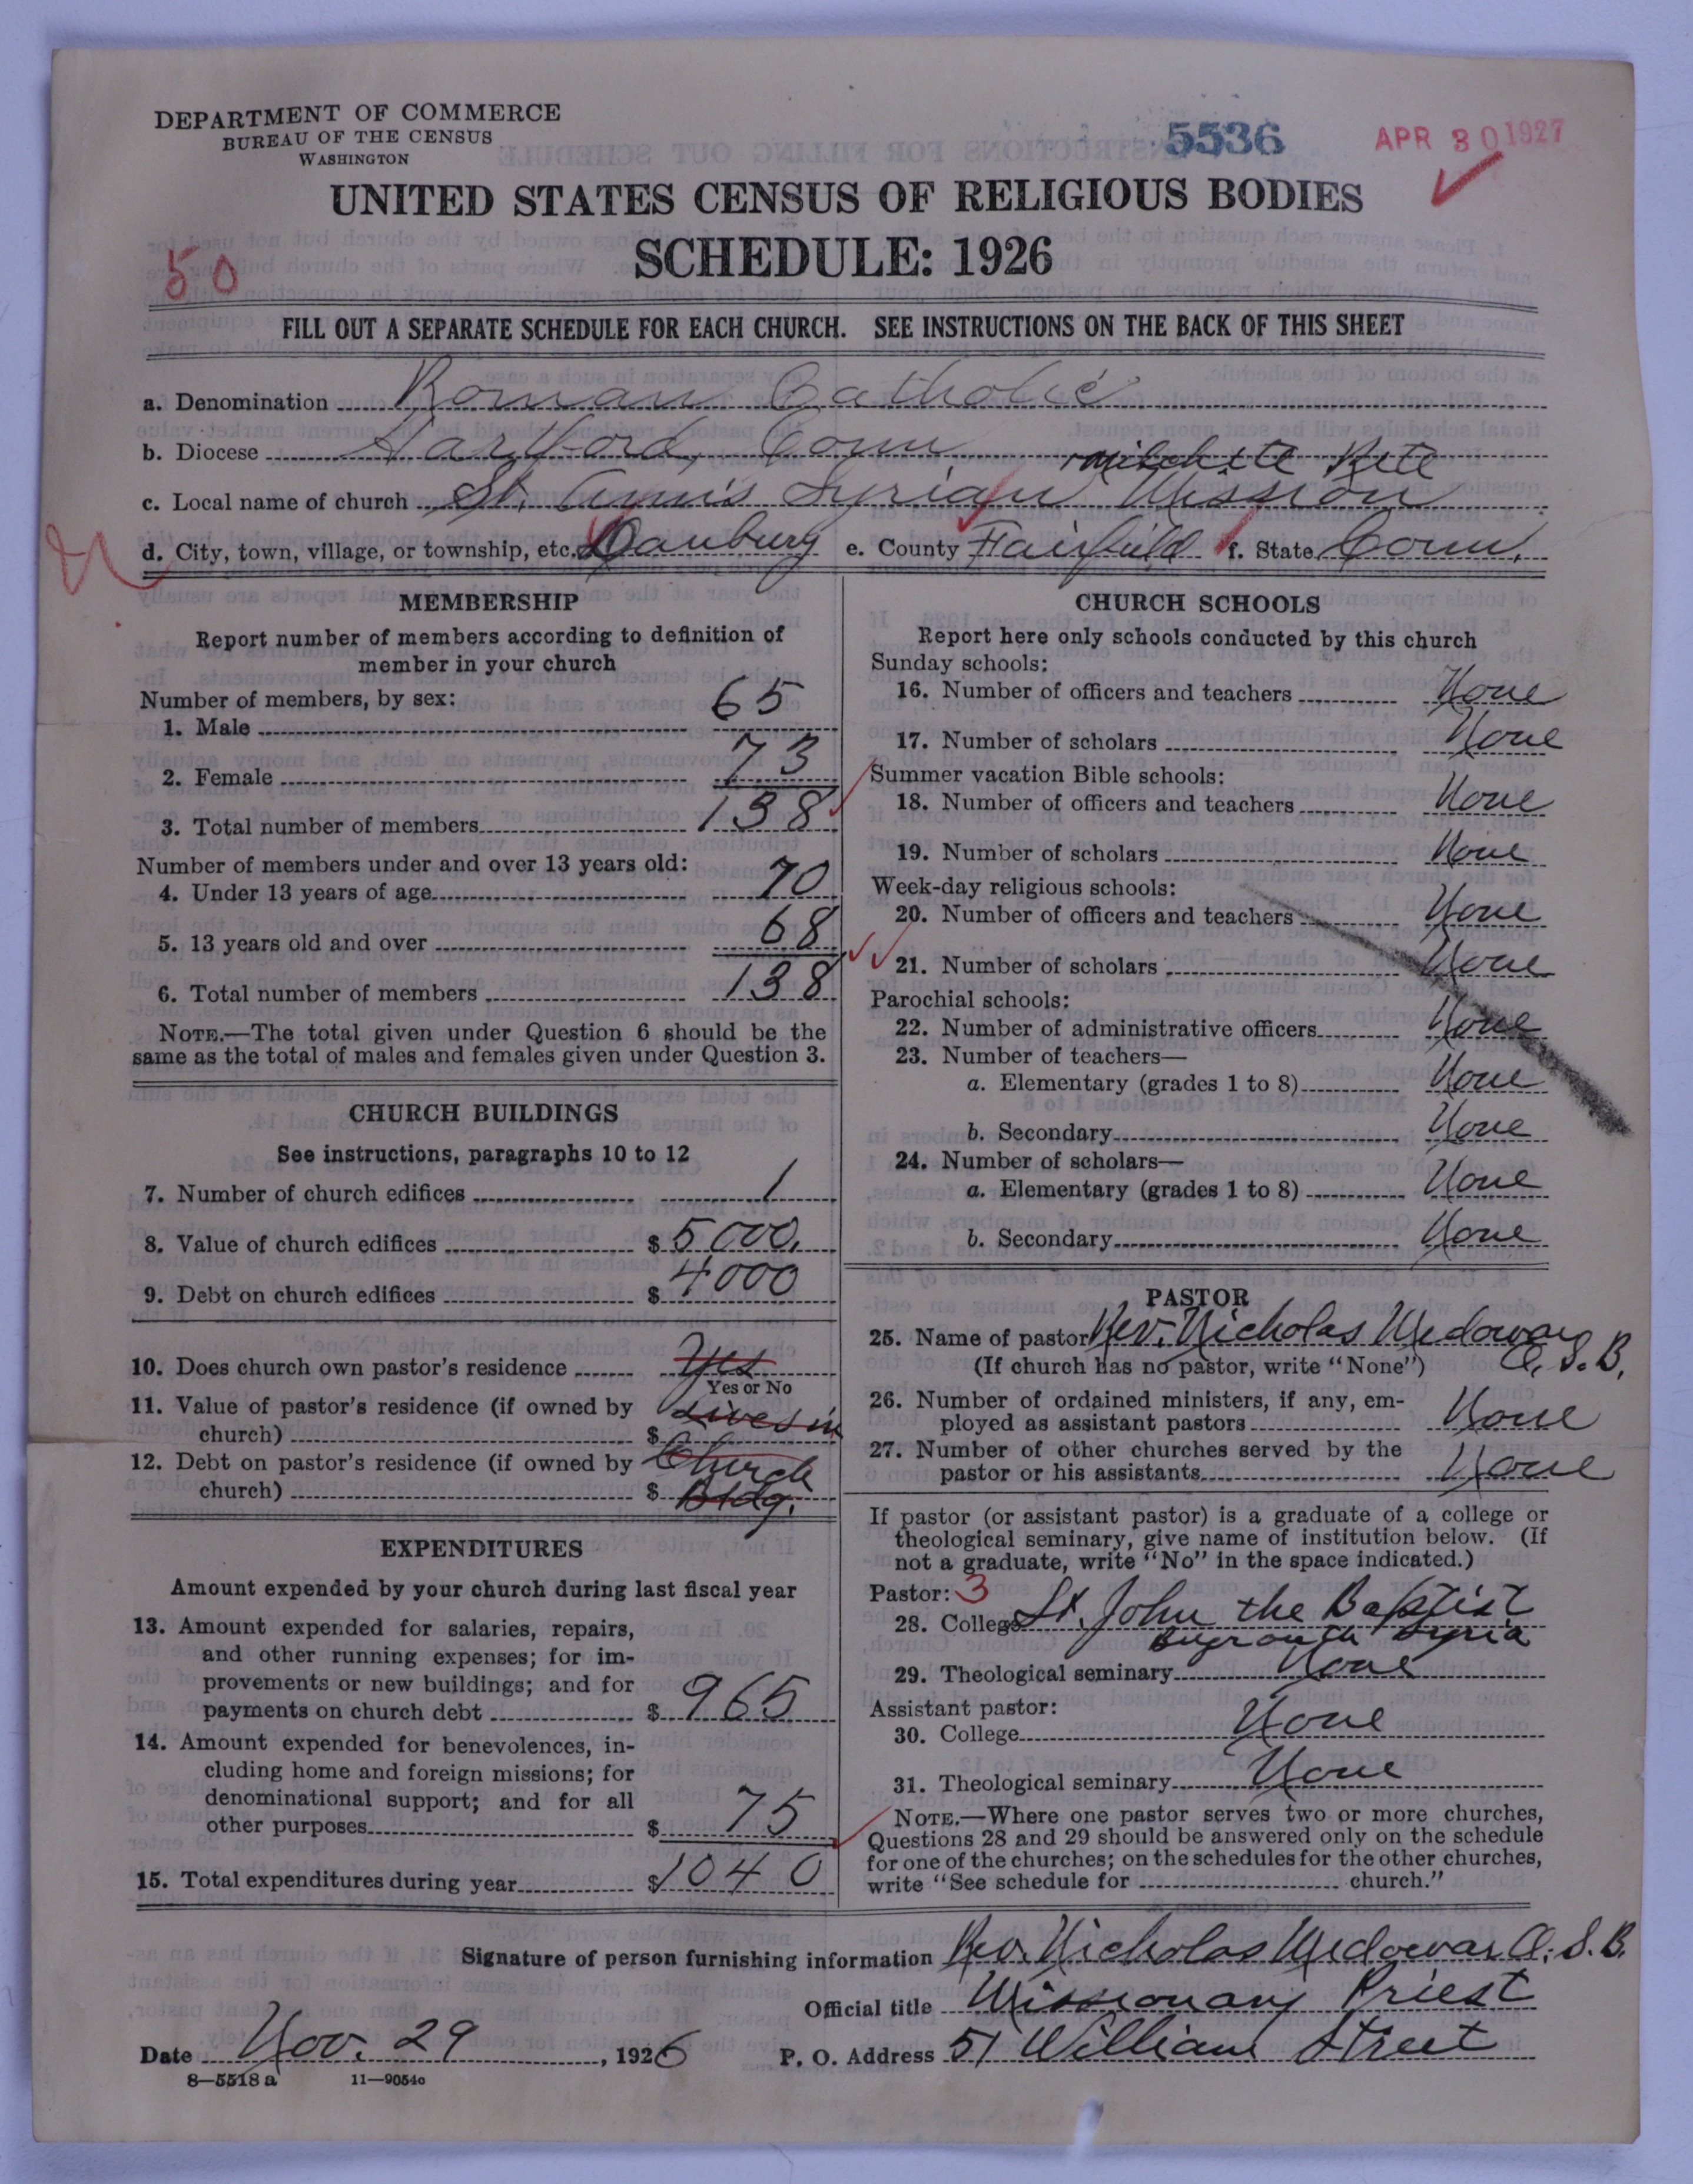 DEPARTMENT OF COMMERCE
BUREAU OF THE CENSUS
WASHINGTON
5536
APR 30 1927
UNITED STATES CENSUS OF RELIGIOUS BODIES
SCHEDULE: 1926
50
FILL OUT A SEPARATE SCHEDULE FOR EACH CHURCH. SEE INSTRUCTIONS ON THE BACK OF THIS SHEET
a. Denomination Roman Catholic
b. Diocese Hartford, Conn
Rite
c. Local name of church St. Ann's Syrian Mission
d. City, town, village, or township, etc. Danbury e. County Fairfield f. State Conn.
MEMBERSHIP
Report number of members according to definition of
member in your church
Number of members, by sex:
1. Male 65
2. Female 73
3. Total number of members 138
Number of members under and over 13 years old:
4. Under 13 years of age 70
5. 13 years old and over 68
6. Total number of members 138
NOTE.—The total given under Question 6 should be the
same as the total of males and females given under Question 3.
CHURCH BUILDINGS
See instructions, paragraphs 10 to 12
7. Number of church edifices 1
8. Value of church edifices $ 5000.
9. Debt on church edifices $ 4000
10. Does church own pastor's residence Yes
Yes or No
11. Value of pastor's residence (if owned by
church) $ Lives in
12. Debt on pastor's residence (if owned by Church
church) $ Bldg.
EXPENDITURES
Amount expended by your church during last fiscal year
13. Amount expended for salaries, repairs,
and other running expenses; for im-
provements or new buildings; and for
payments on church debt $ 965
14. Amount expended for benevolences, in-
cluding home and foreign missions; for
denominational support; and for all
other purposes $ 75
15. Total expenditures during year $ 1040
CHURCH SCHOOLS
Report here only schools conducted by this church
Sunday schools:
16. Number of officers and teachers None
17. Number of scholars None
Summer vacation Bible schools:
18. Number of officers and teachers None
19. Number of scholars None
Week-day religious schools:
20. Number of officers and teachers None
21. Number of scholars None
Parochial schools:
22. Number of administrative officers None
23. Number of teachers—
a. Elementary (grades 1 to 8) None
b. Secondary None
24. Number of scholars—
a. Elementary (grades 1 to 8) None
b. Secondary None
PASTOR
25. Name of pastor Rev. Nicholas Medawar
(If church has no pastor, write "None") O.S.B.
26. Number of ordained ministers, if any, em-
ployed as assistant pastors None
27. Number of other churches served by the
pastor or his assistants None
If pastor (or assistant pastor) is a graduate of a college or
theological seminary, give name of institution below. (If
not a graduate, write "No" in the space indicated.)
Pastor: 3
28. College St. John the Baptist
Syria
29. Theological seminary None
Assistant pastor:
30. College None
31. Theological seminary None
NOTE.—Where one pastor serves two or more churches,
Questions 28 and 29 should be answered only on the schedule
for one of the churches; on the schedules for the other churches,
write "See schedule for church."
Signature of person furnishing information Rev. Nicholas Medawar O.S.B.
Official title Missionary Priest
Date Nov. 29, 1926 P. O. Address 51 William Street
8—5518 a 11—9054c